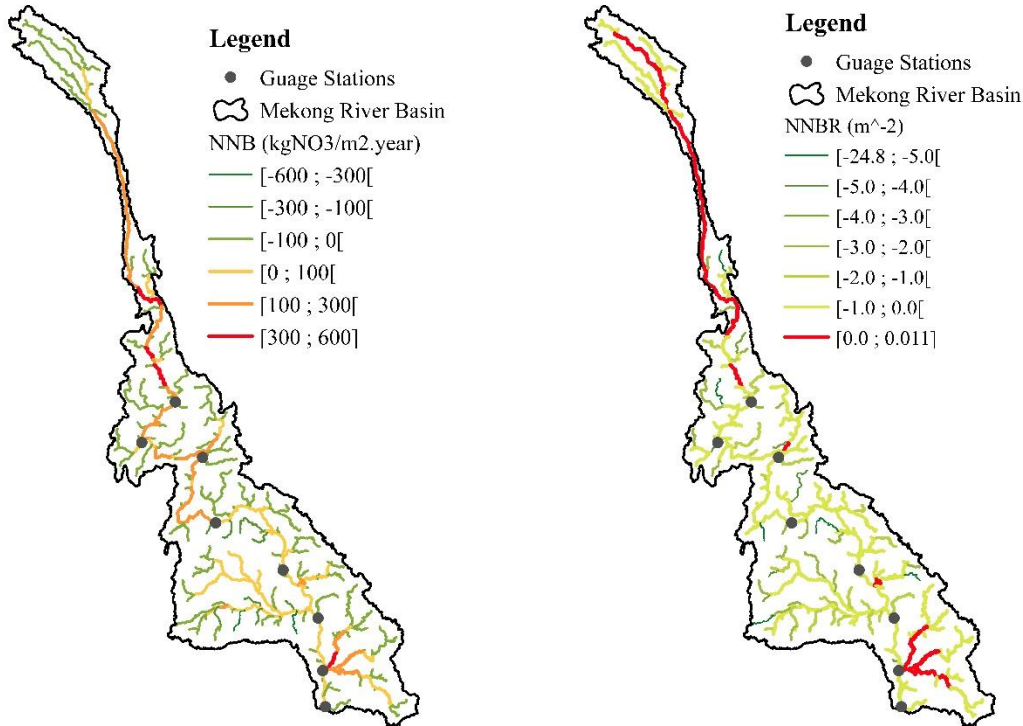 Legend
Guage Stations
Mekong River Basin
NNB (kgNO3/m2.year)
[-600 ; -300[
[-300 ; -100[
[-100 ; 0[
[0 ; 100[
[100 ; 300[
[300 ; 600]
Legend
Guage Stations
Mekong River Basin
NNBR (m^-2)
[-24.8 ; -5.0[
[-5.0 ; -4.0[
[-4.0 ; -3.0[
[-3.0 ; -2.0[
[-2.0 ; -1.0[
[-1.0 ; 0.0[
[0.0 ; 0.011]